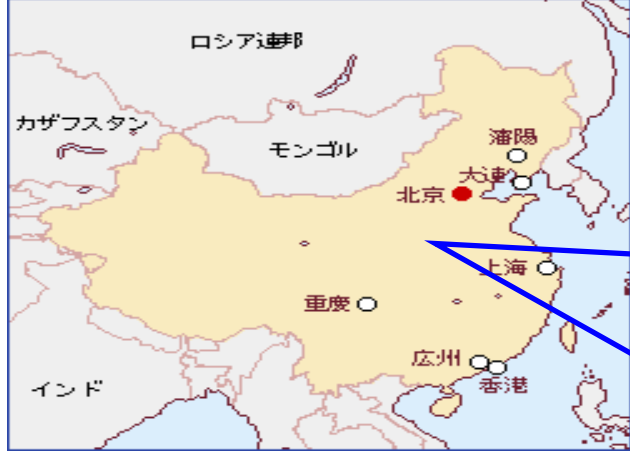 ロシア連邦
カザフスタン
モンゴル
瀋陽
大連
北京
上海
重慶
広州
香港
インド